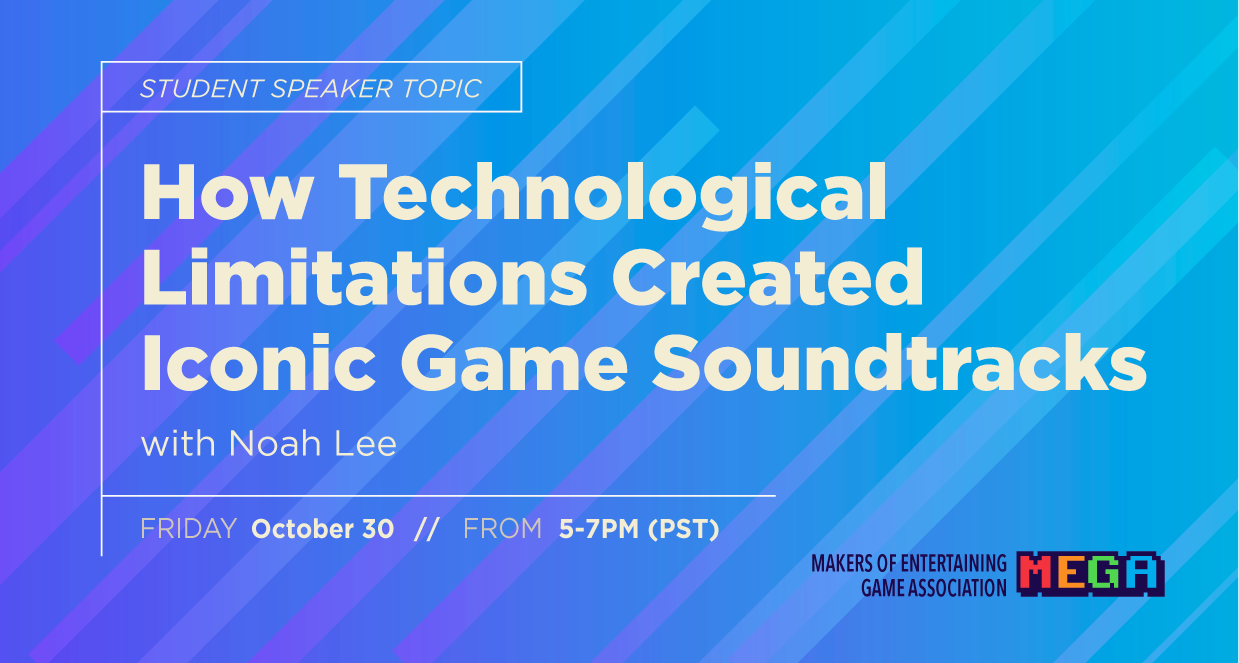 STUDENT SPEAKER TOPIC
How Technological
Limitations Created
Iconic Game Soundtracks
with Noah Lee
FRIDAY October 30 // FROM 5-7PM (PST)
MAKERS OF ENTERTAINING
GAME ASSOCIATION
MEGA